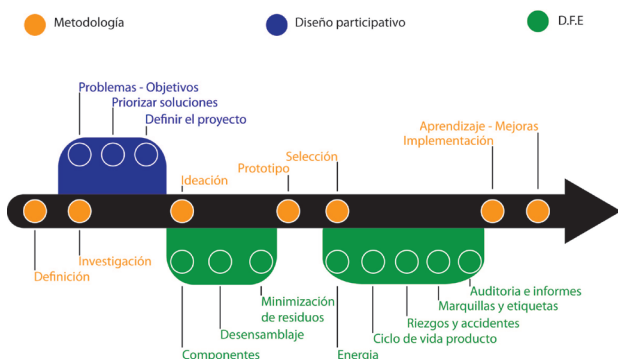 Metodología
Diseño participativo
D.F.E
Problemas - Objetivos
Priorizar soluciones
Definir el proyecto
Aprendizaje - Mejoras
Implementación
Selección
Prototipo
Ideación
Investigación
Definición
Minimización
de residuos
Desensamblaje
Componentes
Auditoria e informes
Marquillas y etiquetas
Riezgos y accidentes
Ciclo de vida producto
Energia